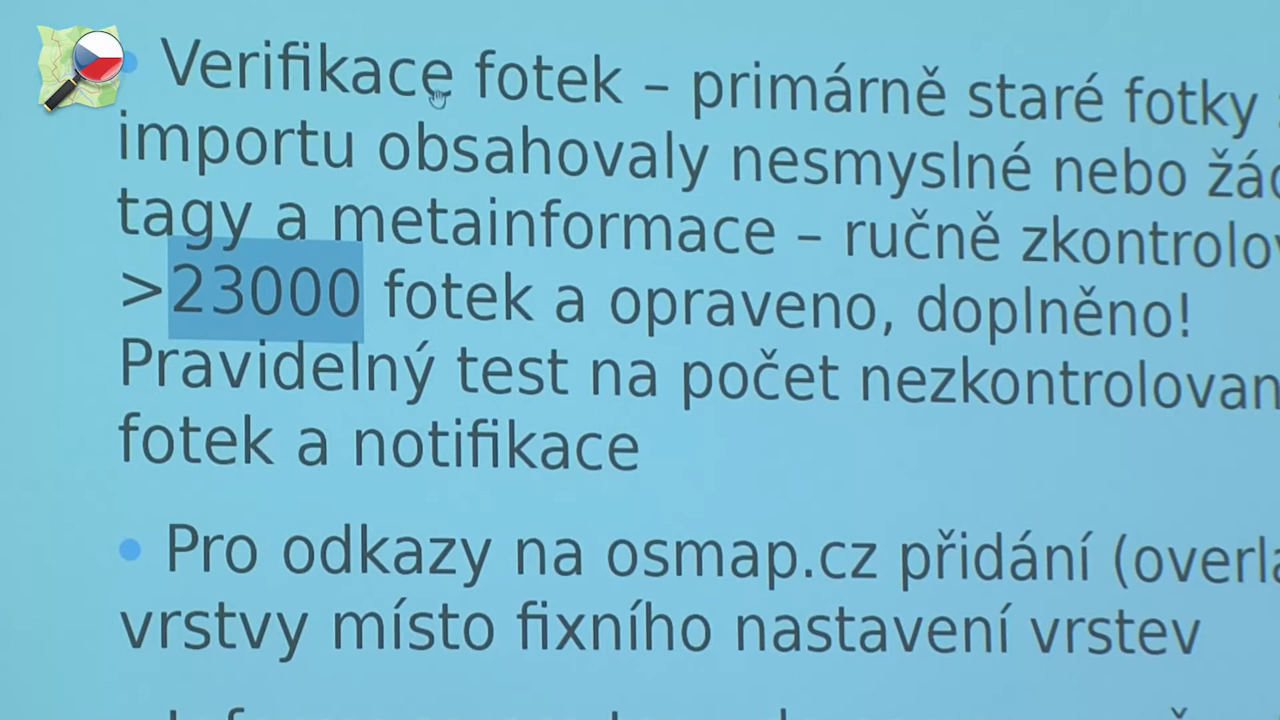 Verifikace fotek – primárně staré fotky
importu obsahovaly nesmyslné nebo
tagy a metainformace – ručně
>23000 fotek a opraveno, doplněno!
Pravidelný test na počet
fotek a notifikace
Pro odkazy na osmap.cz přidání
vrstvy místo fixního nastavení vrstev